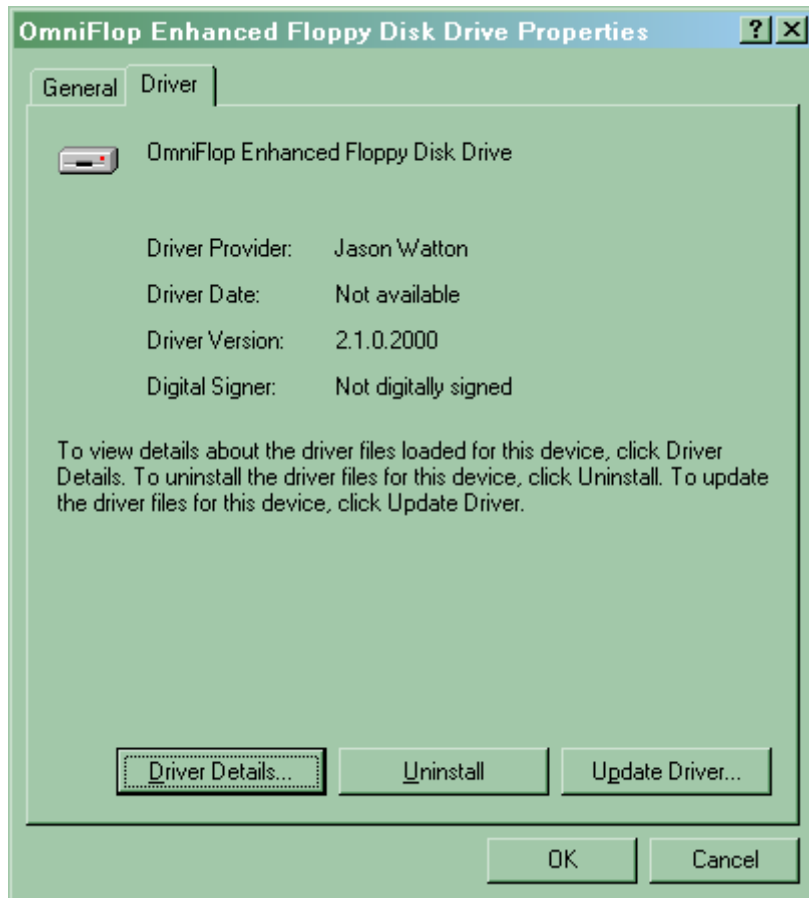 OmniFlop Enhanced Floppy Disk Drive Properties
General Driver
OmniFlop Enhanced Floppy Disk Drive
Driver Provider: Jason Watton
Driver Date: Not available
Driver Version: 2.1.0.2000
Digital Signer: Not digitally signed
To view details about the driver files loaded for this device, click Driver
Details. To uninstall the driver files for this device, click Uninstall. To update
the driver files for this device, click Update Driver.
Driver Details... Uninstall Update Driver...
OK Cancel